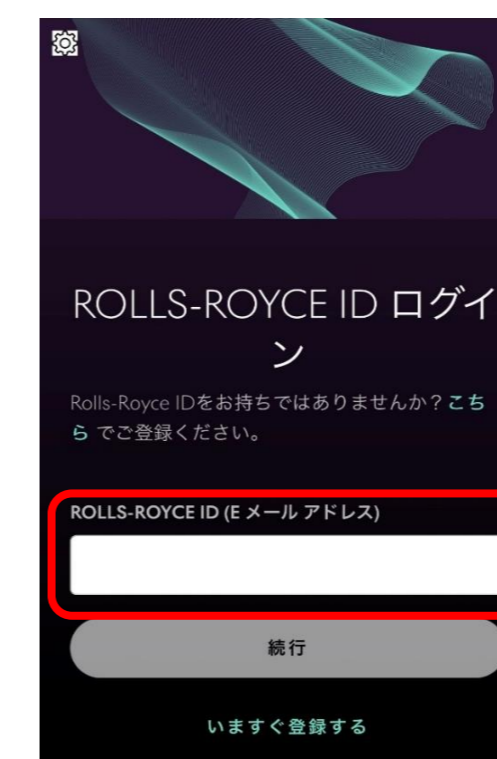 ROLLS-ROYCE ID ログイ
ン
Rolls-Royce IDをお持ちではありませんか？こち
ら でご登録ください。
ROLLS-ROYCE ID (E メール アドレス)
続行
いますぐ登録する